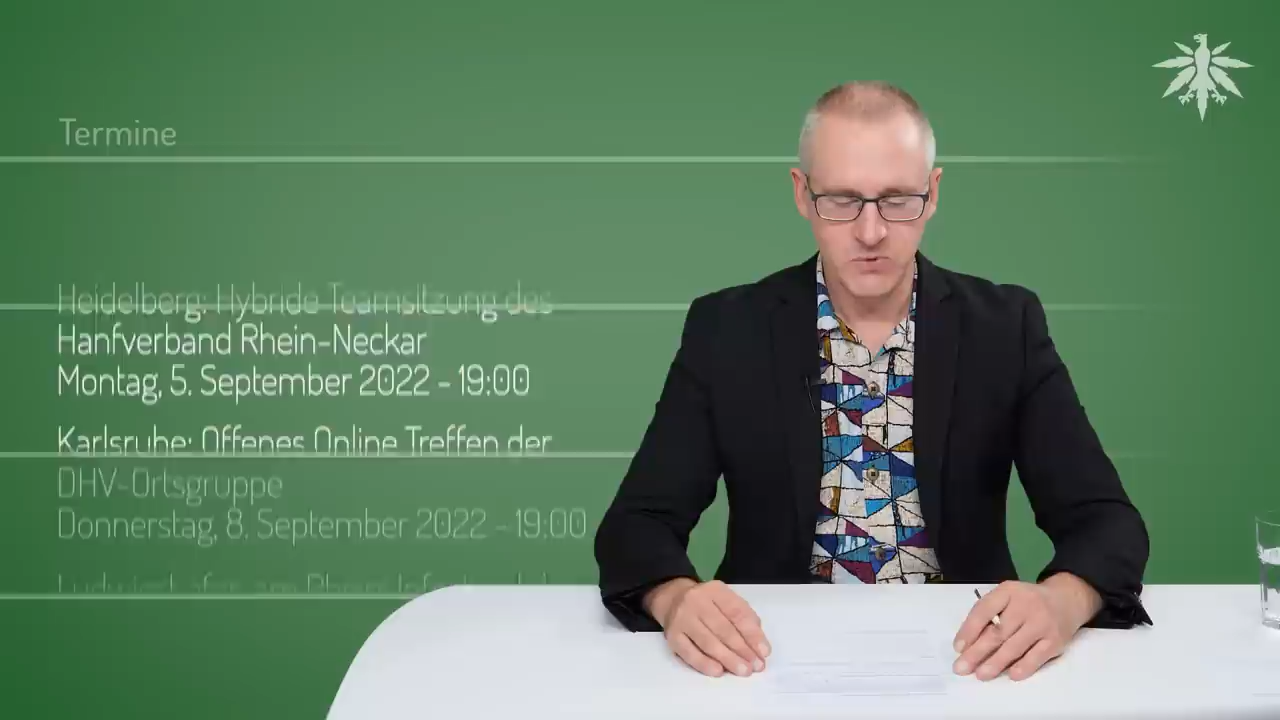 Termine
Heidelberg: Hybride Teamsitzung des
Hanfverband Rhein-Neckar
Montag, 5. September 2022 - 19:00
Karlsruhe: Offenes Online Treffen der
DHV-Ortsgruppe
Donnerstag, 8. September 2022 - 19:00